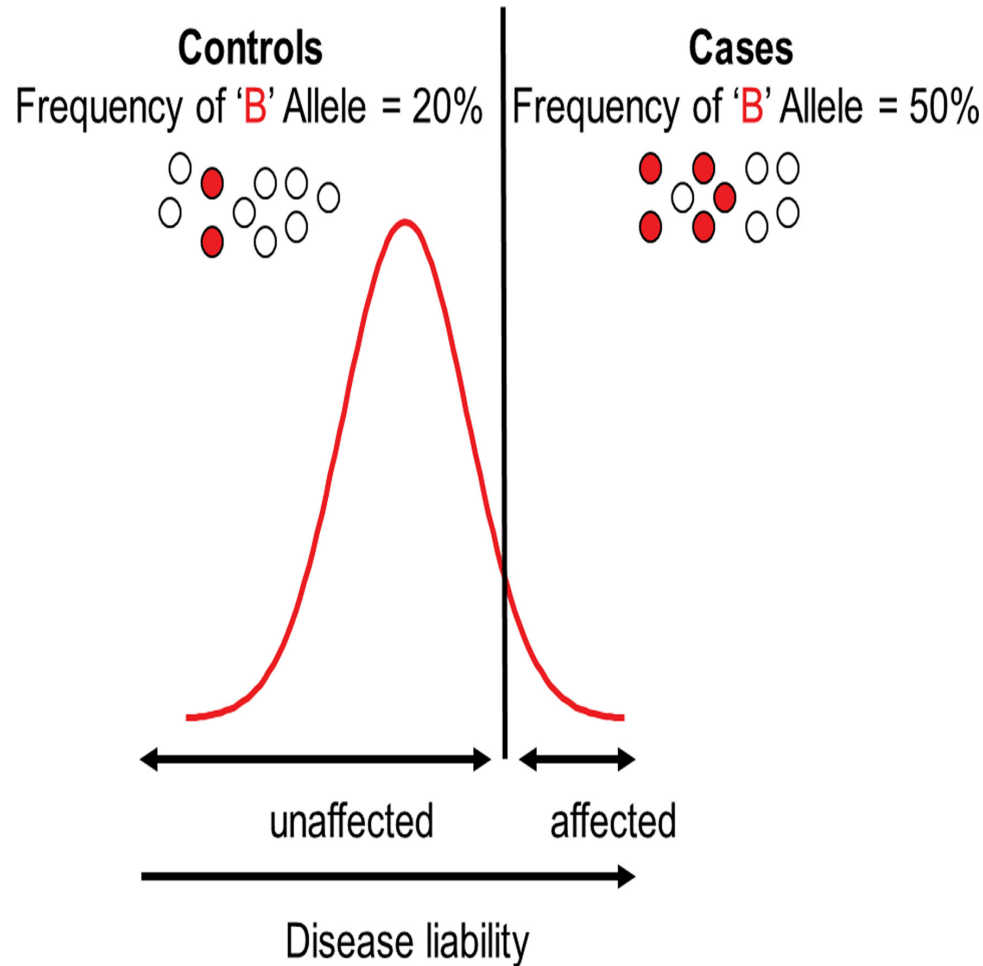 Controls
Frequency of ‘B’ Allele = 20%
Cases
Frequency of ‘B’ Allele = 50%
unaffected
affected
Disease liability